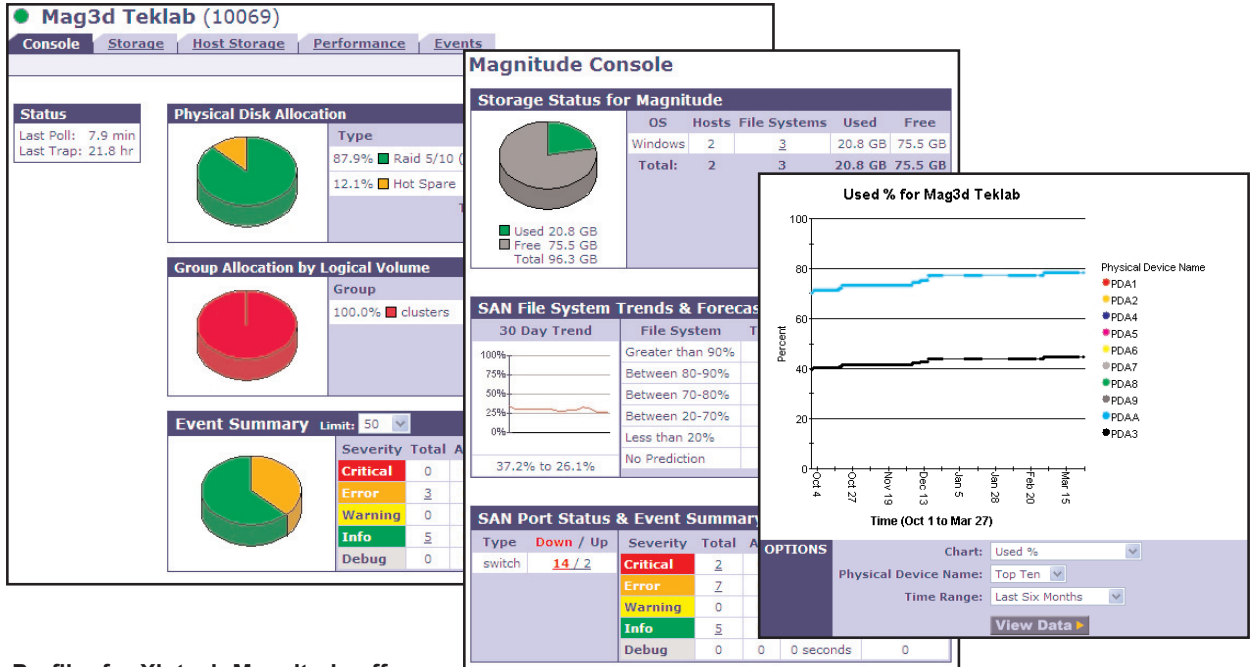 Mag3d Teklab (10069)
Console Storage Host Storage Performance Events
Status
Last Poll: 7.9 min
Last Trap: 21.8 hr
Physical Disk Allocation
Type
87.9% Raid 5/10 (
12.1% Hot Spare
Group Allocation by Logical Volume
Group
100.0% clusters
Event Summary Limit: 50
Severity Total A
Critical 0
Error 3
Warning 0
Info 5
Debug 0
Magnitude Console
Storage Status for Magnitude
OS Hosts File Systems Used Free
Windows 2 3 20.8 GB 75.5 GB
Total: 2 3 20.8 GB 75.5 GB
Used 20.8 GB
Free 75.5 GB
Total 96.3 GB
SAN File System Trends & Forecas
30 Day Trend File System T
100%
75%
50%
25%
0%
37.2% to 26.1%
Greater than 90%
Between 80-90%
Between 70-80%
Between 20-70%
Less than 20%
No Prediction
SAN Port Status & Event Summary
Type Down / Up Severity Total A
switch 14 / 2 Critical 2
Error 7
Warning 0
Info 5
Debug 0 0 0 seconds 0
Used % for Mag3d Teklab
100
80
60
40
20
0
Percent
Oct 4 Oct 27 Nov 19 Dec 13 Jan 5 Jan 28 Feb 20 Mar 15
Time (Oct 1 to Mar 27)
Physical Device Name
PDA1
PDA2
PDA4
PDA5
PDA6
PDA7
PDA8
PDA9
PDAA
PDA3
OPTIONS
Chart: Used %
Physical Device Name: Top Ten
Time Range: Last Six Months
View Data